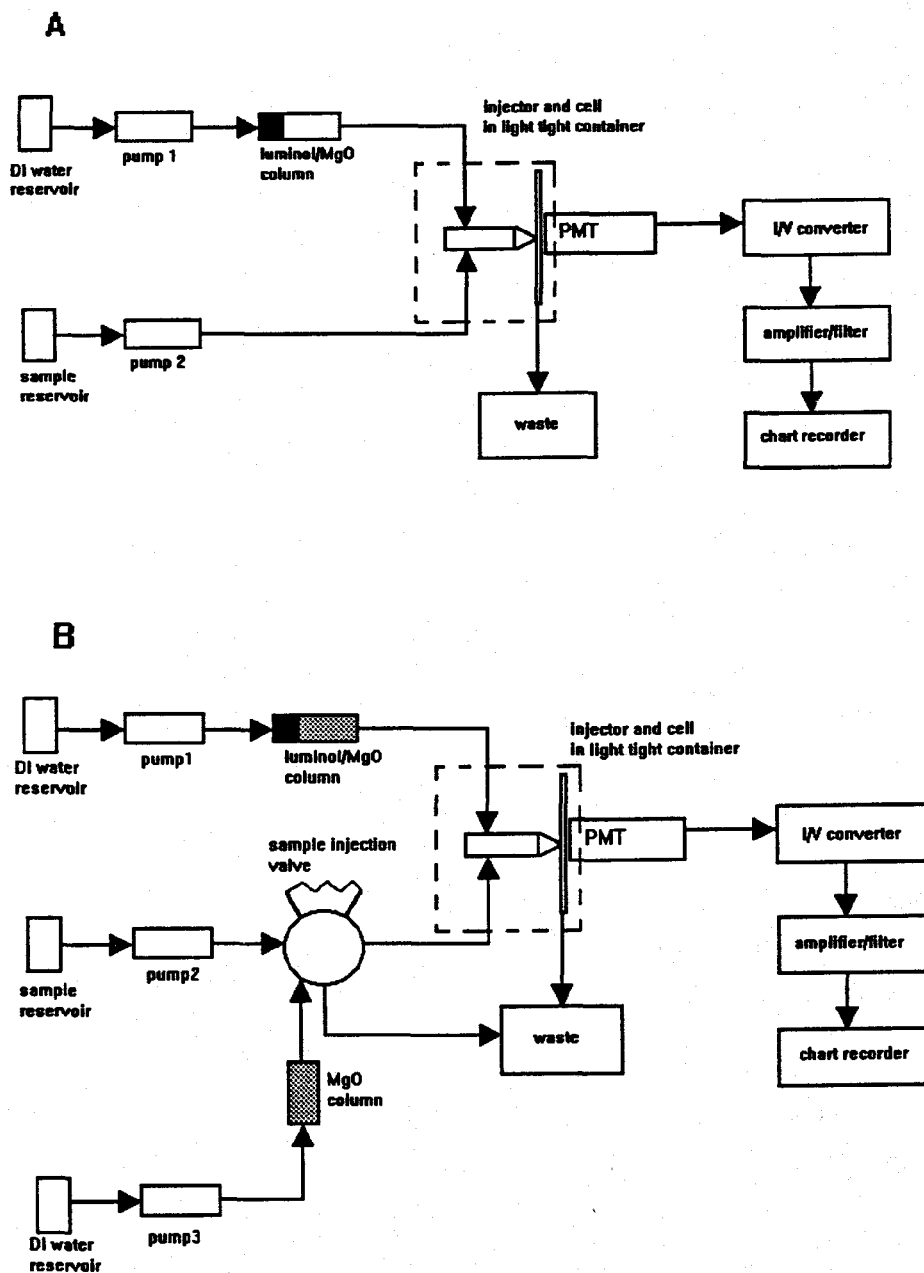 A
injector and cell
in light tight container
DI water
reservoir
pump 1
luminol/MgO
column
PMT
I/V converter
sample
reservoir
pump 2
amplifier/filter
waste
chart recorder
B
injector and cell
in light tight container
DI water
reservoir
pump1
luminol/MgO
column
sample injection
valve
PMT
I/V converter
sample
reservoir
pump2
amplifier/filter
waste
chart recorder
MgO
column
DI water
reservoir
pump3